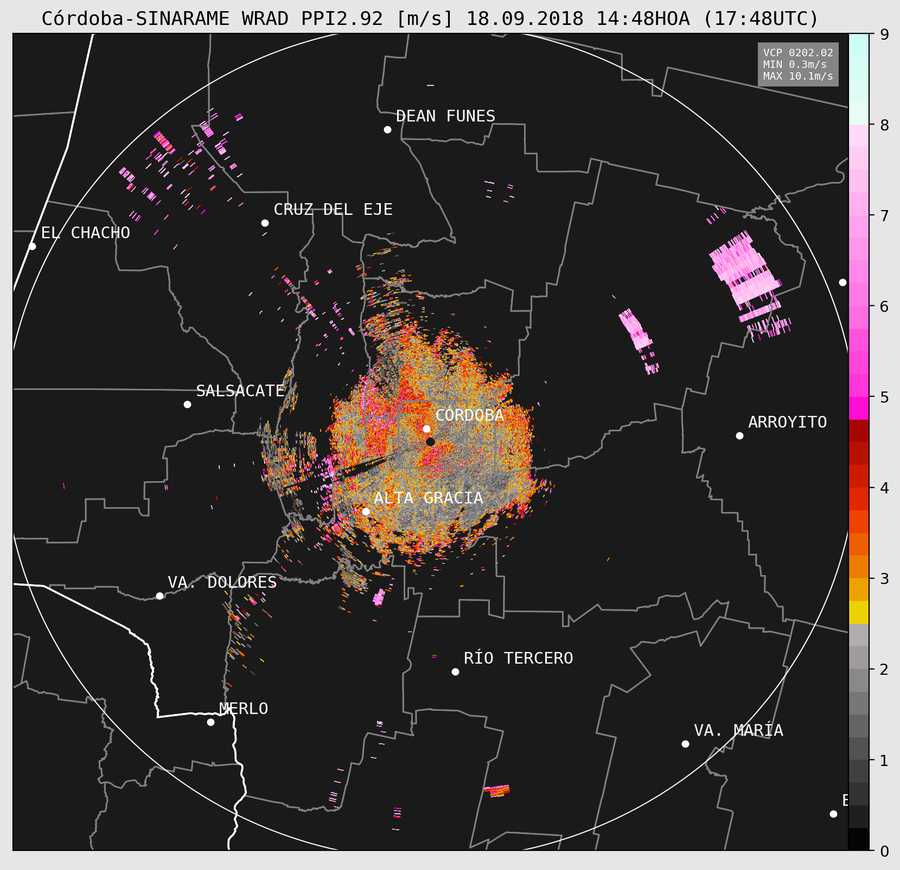 Córdoba-SINARAME WRAD PPI2.92 [m/s] 18.09.2018 14:48HOA (17:48UTC)
VCP 0202.02
MIN 0.3m/s
MAX 10.1m/s
9
8
7
6
5
4
3
2
1
0
DEAN FUNES
CRUZ DEL EJE
EL CHACHO
SALSACATE
CÓRDOBA
ARROYITO
ALTA GRACIA
VA. DOLORES
RÍO TERCERO
MERLO
VA. MARÍA